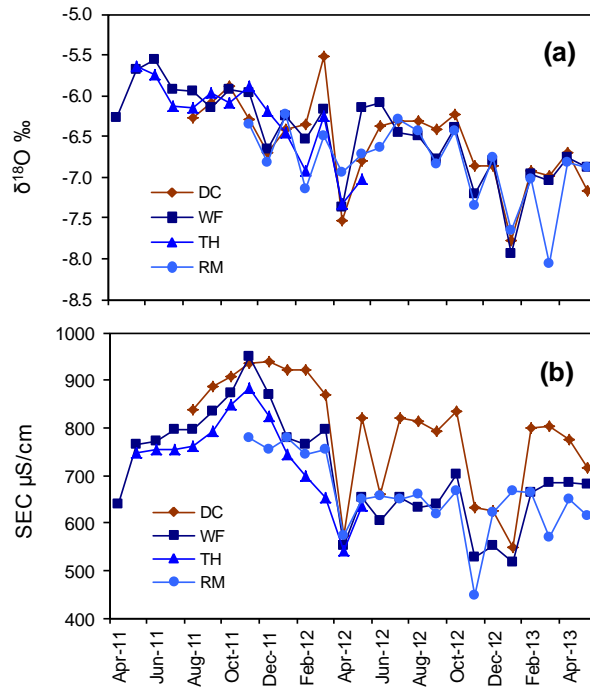 (a)
δ18O ‰
-5.0
-5.5
-6.0
-6.5
-7.0
-7.5
-8.0
-8.5
DC
WF
TH
RM
(b)
SEC µS/cm
1000
900
800
700
600
500
400
DC
WF
TH
RM
Apr-11
Jun-11
Aug-11
Oct-11
Dec-11
Feb-12
Apr-12
Jun-12
Aug-12
Oct-12
Dec-12
Feb-13
Apr-13